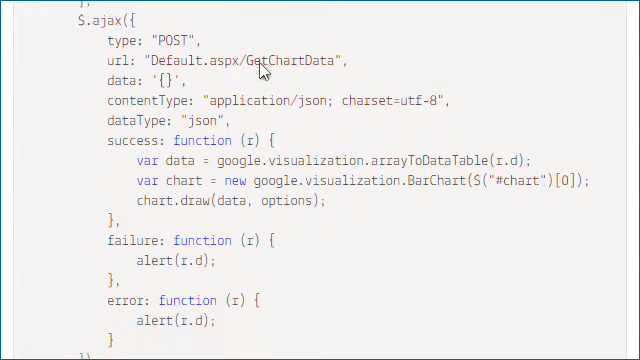 };
$.ajax({
type: "POST",
url: "Default.aspx/GetChartData",
data: '{}',
contentType: "application/json; charset=utf-8",
dataType: "json",
success: function (r) {
var data = google.visualization.arrayToDataTable(r.d);
var chart = new google.visualization.BarChart($("#chart")[0]);
chart.draw(data, options);
},
failure: function (r) {
alert(r.d);
},
error: function (r) {
alert(r.d);
}
});